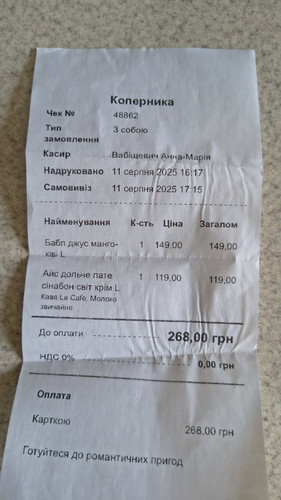 Коперника
Чек № 48862
Тип замовлення З собою
Касир Вабіщевич Анна-Марія
Надруковано 11 серпня 2025 16:17
Самовивіз 11 серпня 2025 17:15
Найменування К-сть Ціна Загалом
Бабл джус манго- 1 149,00 149,00
ківі L
Айс дольче лате 1 119,00 119,00
сінабон світ крім L
Кава La Cafe, Молоко
звичайне
До оплати 268,00 грн
НДС 0% 0,00 грн
Оплата
Карткою 268,00 грн
Готуйтеся до романтичних пригод